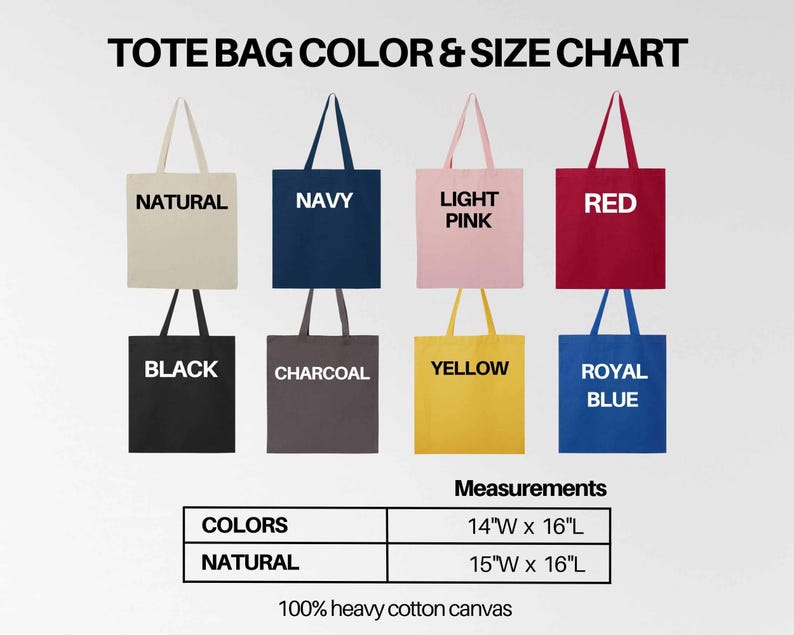 TOTE BAG COLOR & SIZE CHART
NATURAL
NAVY
LIGHT
PINK
RED
BLACK
CHARCOAL
YELLOW
ROYAL
BLUE
Measurements
COLORS 14"W x 16"L
NATURAL 15"W x 16"L
100% heavy cotton canvas